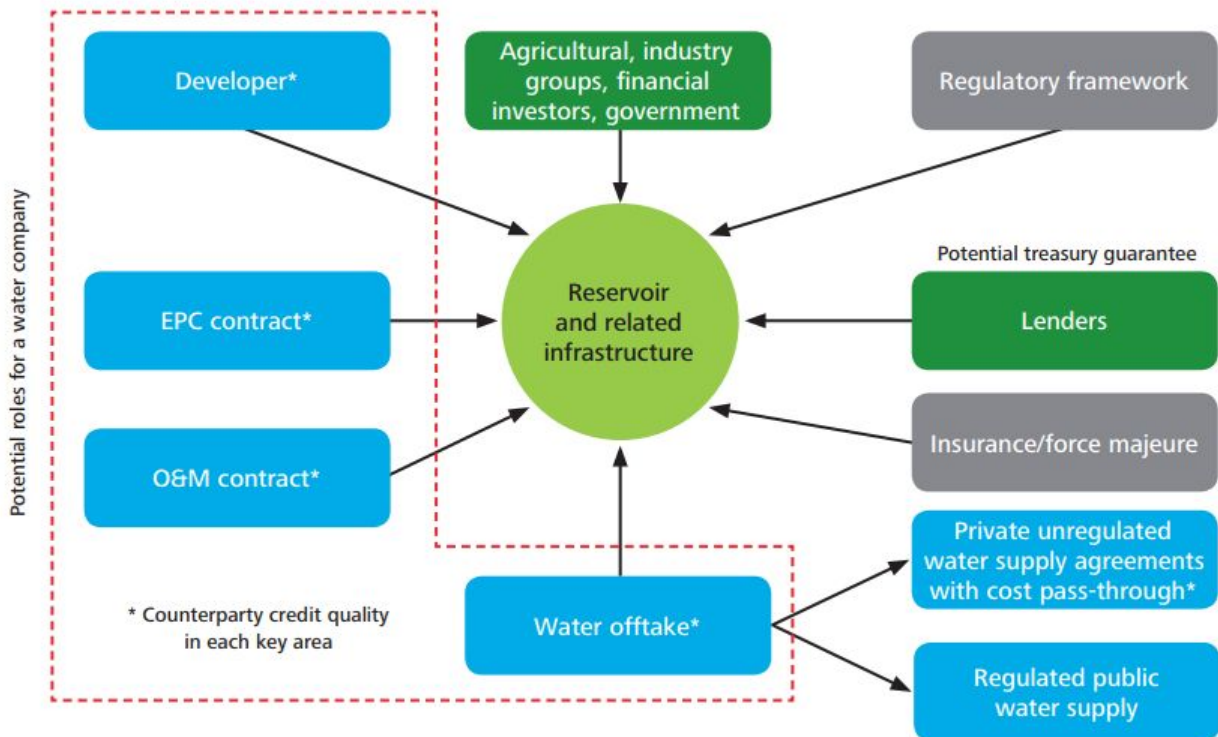 Potential roles for a water company
Developer*
Agricultural, industry
groups, financial
investors, government
Regulatory framework
EPC contract*
Reservoir
and related
infrastructure
Potential treasury guarantee
Lenders
O&M contract*
Insurance/force majeure
* Counterparty credit quality
in each key area
Water offtake*
Private unregulated
water supply agreements
with cost pass-through*
Regulated public
water supply